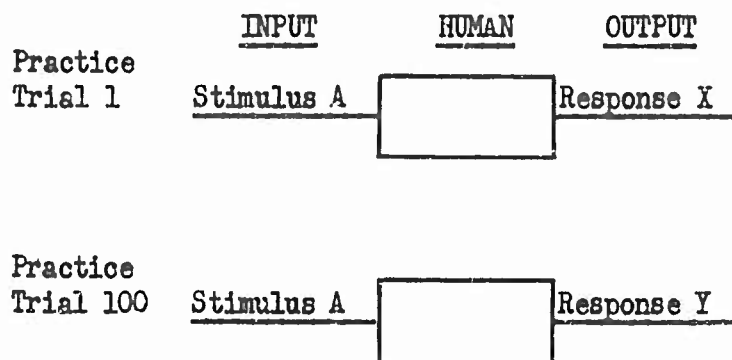 INPUT HUMAN OUTPUT
Practice
Trial 1 Stimulus A Response X
Practice
Trial 100 Stimulus A Response Y